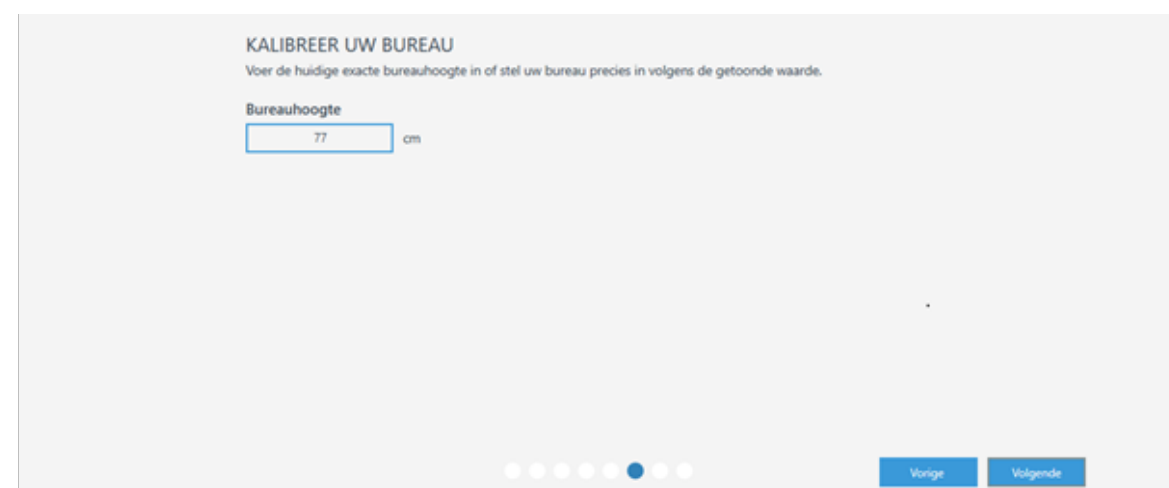 KALIBREER UW BUREAU
Voer de huidige exacte bureauhoogte in of stel uw bureau precies in volgens de getoonde waarde.
Bureauhoogte
77 cm
Vorige Volgende